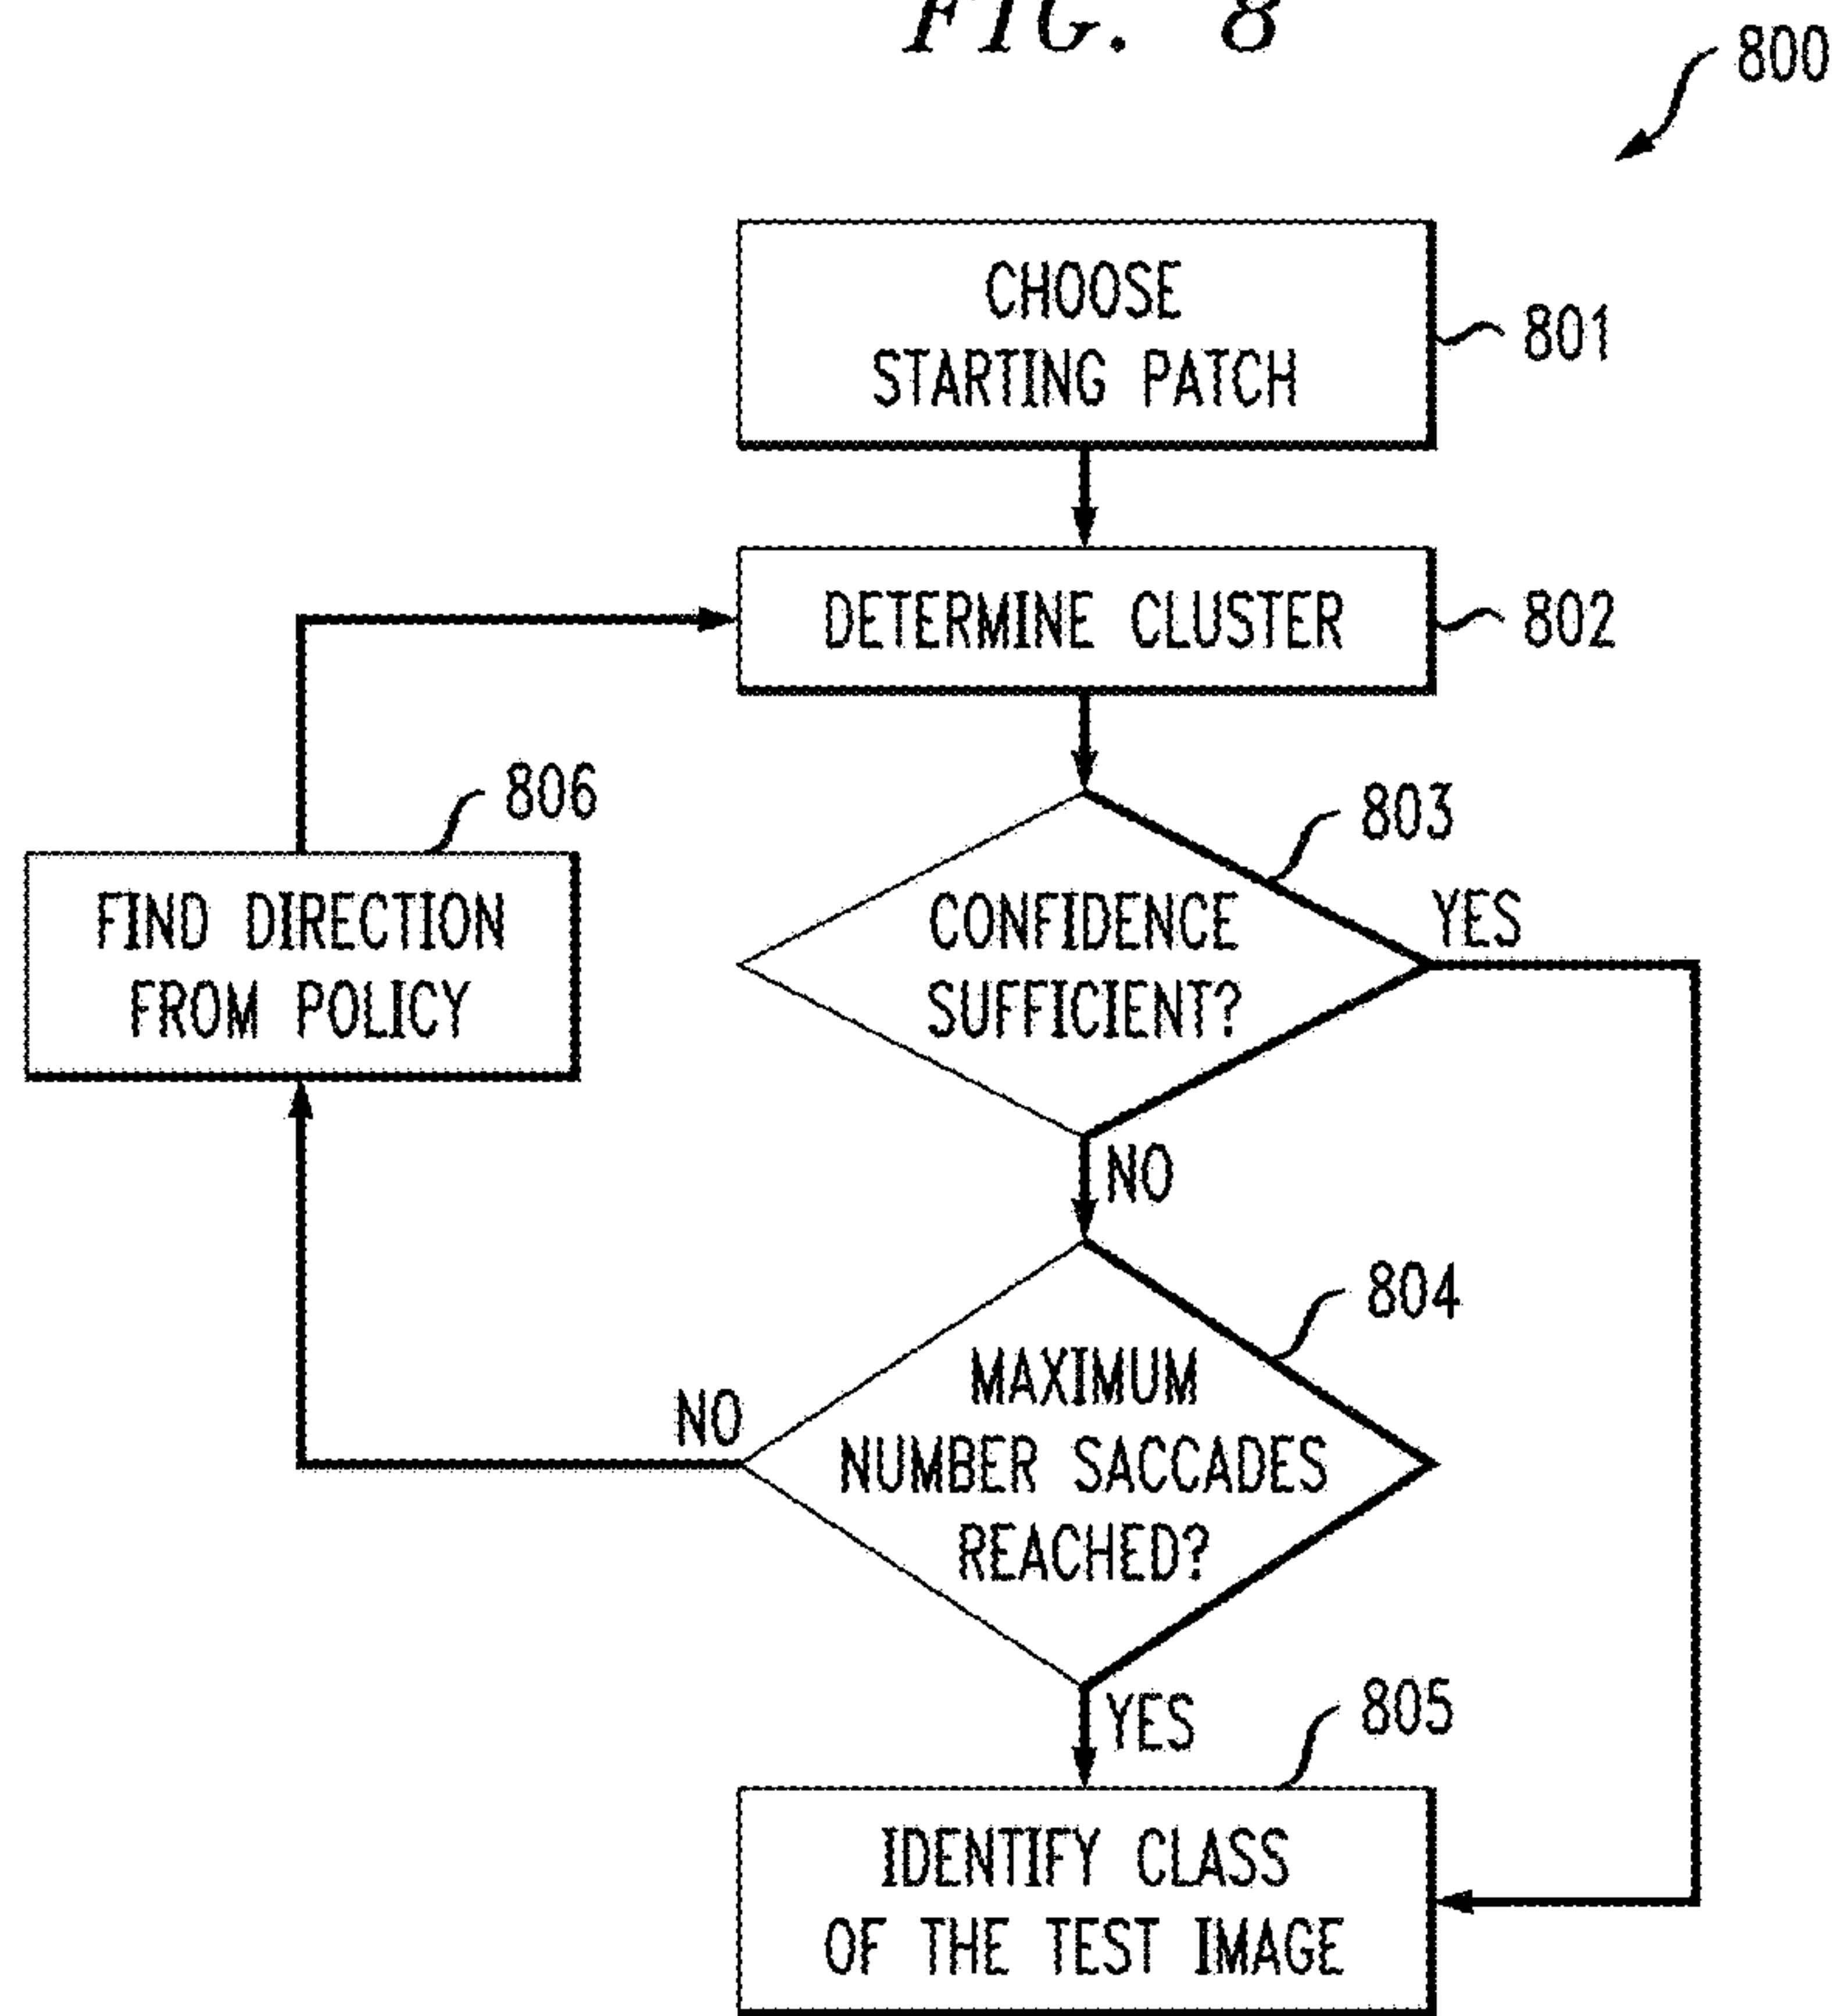 FIG. 8
800
CHOOSE
STARTING PATCH
801
DETERMINE CLUSTER
802
806
FIND DIRECTION
FROM POLICY
803
CONFIDENCE
SUFFICIENT?
YES
NO
804
MAXIMUM
NUMBER SACCADES
REACHED?
NO
YES
805
IDENTIFY CLASS
OF THE TEST IMAGE